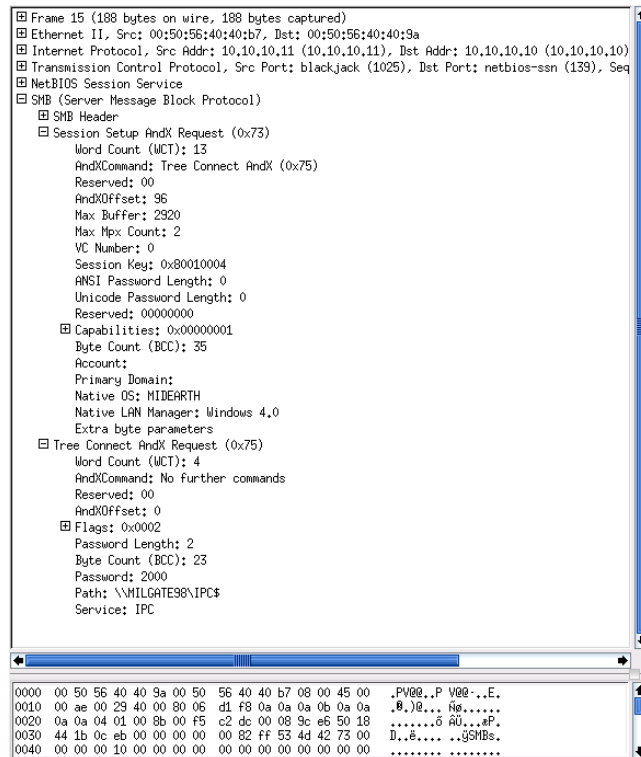 Frame 15 (188 bytes on wire, 188 bytes captured)
Ethernet II, Src: 00:50:56:40:40:b7, Dst: 00:50:56:40:40:9a
Internet Protocol, Src Addr: 10.10.10.11 (10.10.10.11), Dst Addr: 10.10.10.10 (10.10.10.10)
Transmission Control Protocol, Src Port: blackjack (1025), Dst Port: netbios-ssn (139), Seq
NetBIOS Session Service
SMB (Server Message Block Protocol)
SMB Header
Session Setup AndX Request (0x73)
Word Count (WCT): 13
AndXCommand: Tree Connect AndX (0x75)
Reserved: 00
AndXOffset: 96
Max Buffer: 2920
Max Mpx Count: 2
VC Number: 0
Session Key: 0x80010004
ANSI Password Length: 0
Unicode Password Length: 0
Reserved: 00000000
Capabilities: 0x00000001
Byte Count (BCC): 35
Account:
Primary Domain:
Native OS: MIDEARTH
Native LAN Manager: Windows 4.0
Extra byte parameters
Tree Connect AndX Request (0x75)
Word Count (WCT): 4
AndXCommand: No further commands
Reserved: 00
AndXOffset: 0
Flags: 0x0002
Password Length: 2
Byte Count (BCC): 23
Password: 2000
Path: \\MILGATE98\IPC$
Service: IPC
0000 00 50 56 40 40 9a 00 50 56 40 40 b7 08 00 45 00 .PV@@..P V@@·..E.
0010 00 ae 00 29 40 00 80 06 d1 f8 0a 0a 0a 0b 0a 0a .®.)@... Ñø......
0020 0a 0a 04 01 00 8b 00 f5 c2 dc 00 08 9c e6 50 18 .......õ ÂÜ...æP.
0030 44 1b 0c eb 00 00 00 00 00 82 ff 53 4d 42 73 00 D..ë.... ..ÿSMBs.
0040 00 00 00 10 00 00 00 00 00 00 00 00 00 00 00 00 ........ ........